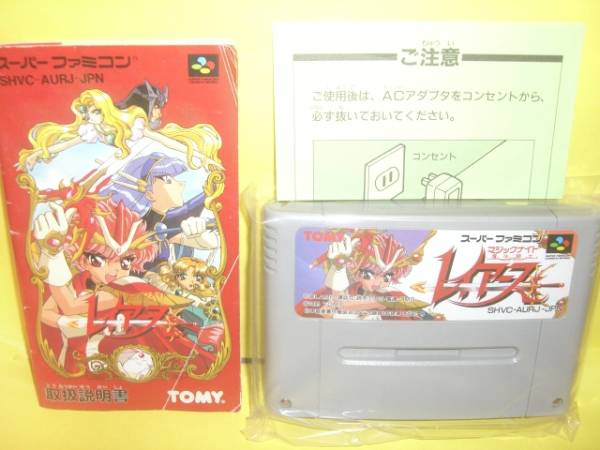 スーパーファミコン
SHVC-AURJ-JPN
レイアース
取扱説明書
TOMY
ちゅう い
ご注意
ご使用後は、ACアダプタをコンセントから、
必ず抜いておいてください。
コンセント
TOMY
スーパーファミコン
マジックナイト
レイアース
SHVC-AURJ-JPN